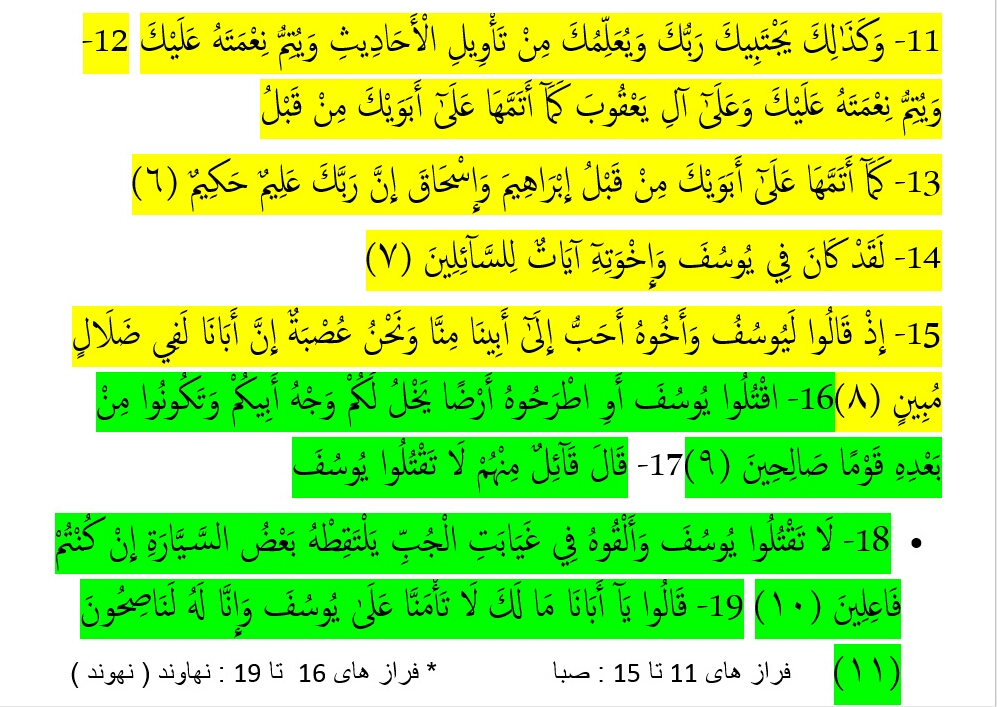 11- وَكَذَٰلِكَ يَجْتَبِيكَ رَبُّكَ وَيُعَلِّمُكَ مِنْ تَأْوِيلِ الْأَحَادِيثِ وَيُتِمُّ نِعْمَتَهُ عَلَيْكَ 12-
وَيُتِمُّ نِعْمَتَهُ عَلَيْكَ وَعَلَىٰٓ آلِ يَعْقُوبَ كَمَآ أَتَمَّهَا عَلَىٰٓ أَبَوَيْكَ مِنْ قَبْلُ
13- كَمَآ أَتَمَّهَا عَلَىٰٓ أَبَوَيْكَ مِنْ قَبْلُ إِبْرَاهِيمَ وَإِسْحَاقَ إِنَّ رَبَّكَ عَلِيمٌ حَكِيمٌ (٦)
14- لَقَدْ كَانَ فِي يُوسُفَ وَإِخْوَتِهِٓ آيَاتٌ لِلسَّآئِلِينَ (٧)
15- إِذْ قَالُوا لَيُوسُفُ وَأَخُوهُ أَحَبُّ إِلَىٰٓ أَبِينَا مِنَّا وَنَحْنُ عُصْبَةٌ إِنَّ أَبَانَا لَفِي ضَلَالٍ
مُبِينٍ (٨)16- اقْتُلُوا يُوسُفَ أَوِ اطْرَحُوهُ أَرْضًا يَخْلُ لَكُمْ وَجْهُ أَبِيكُمْ وَتَكُونُوا مِنْ
بَعْدِهِ قَوْمًا صَالِحِينَ (٩)17- قَالَ قَآئِلٌ مِنْهُمْ لَا تَقْتُلُوا يُوسُفَ
• 18- لَا تَقْتُلُوا يُوسُفَ وَأَلْقُوهُ فِي غَيَابَتِ الْجُبِّ يَلْتَقِطْهُ بَعْضُ السَّيَّارَةِ إِنْ كُنْتُمْ
فَاعِلِينَ (١٠) 19- قَالُوا يَآ أَبَانَا مَا لَكَ لَا تَأْمَنَّا عَلَىٰ يُوسُفَ وَإِنَّا لَهُ لَنَاصِحُونَ
(١١) فراز های 11 تا 15 : صبا * فراز های 16 تا 19 : نهاوند ( نهوند )